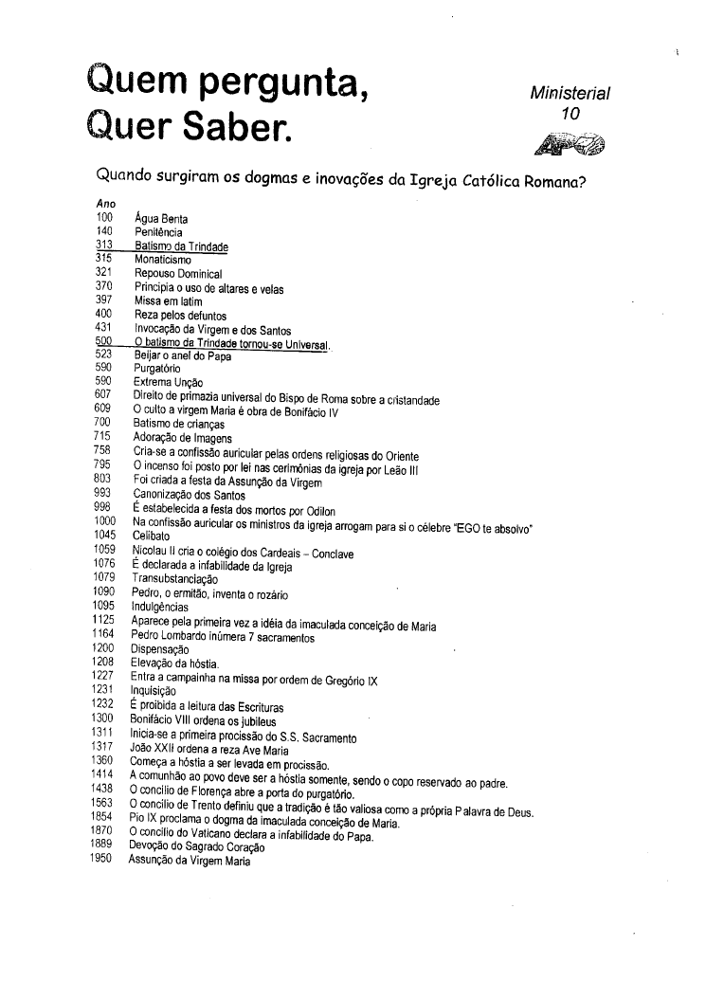 Quem pergunta,
Quer Saber.
Ministerial
10
Quando surgiram os dogmas e inovações da Igreja Católica Romana?
Ano
100 Água Benta
140 Penitência
313 Batismo da Trindade
315 Monaticismo
321 Repouso Dominical
370 Principia o uso de altares e velas
397 Missa em latim
400 Reza pelos defuntos
431 Invocação da Virgem e dos Santos
500 O batismo da Trindade tornou-se Universal.
523 Beijar o anel do Papa
590 Purgatório
590 Extrema Unção
607 Direito de primazia universal do Bispo de Roma sobre a cristandade
609 O culto a virgem Maria é obra de Bonifácio IV
700 Batismo de crianças
715 Adoração de Imagens
758 Cria-se a confissão auricular pelas ordens religiosas do Oriente
795 O incenso foi posto por lei nas cerimônias da igreja por Leão III
803 Foi criada a festa da Assunção da Virgem
993 Canonização dos Santos
998 É estabelecida a festa dos mortos por Odilon
1000 Na confissão auricular os ministros da igreja arrogam para si o célebre "EGO te absolvo"
1045 Celibato
1059 Nicolau II cria o colégio dos Cardeais – Conclave
1076 É declarada a infabilidade da Igreja
1079 Transubstanciação
1090 Pedro, o ermitão, inventa o rozário
1095 Indulgências
1125 Aparece pela primeira vez a idéia da imaculada conceição de Maria
1164 Pedro Lombardo inúmera 7 sacramentos
1200 Dispensação
1208 Elevação da hóstia.
1227 Entra a campainha na missa por ordem de Gregório IX
1231 Inquisição
1232 É proibida a leitura das Escrituras
1300 Bonifácio VIII ordena os jubileus
1311 Inicia-se a primeira procissão do S.S. Sacramento
1317 João XXII ordena a reza Ave Maria
1360 Começa a hóstia a ser levada em procissão.
1414 A comunhão ao povo deve ser a hóstia somente, sendo o copo reservado ao padre.
1438 O concilio de Florença abre a porta do purgatório.
1563 O concilio de Trento definiu que a tradição é tão valiosa como a própria Palavra de Deus.
1854 Pio IX proclama o dogma da imaculada conceição de Maria.
1870 O concilio do Vaticano declara a infabilidade do Papa.
1889 Devoção do Sagrado Coração
1950 Assunção da Virgem Maria